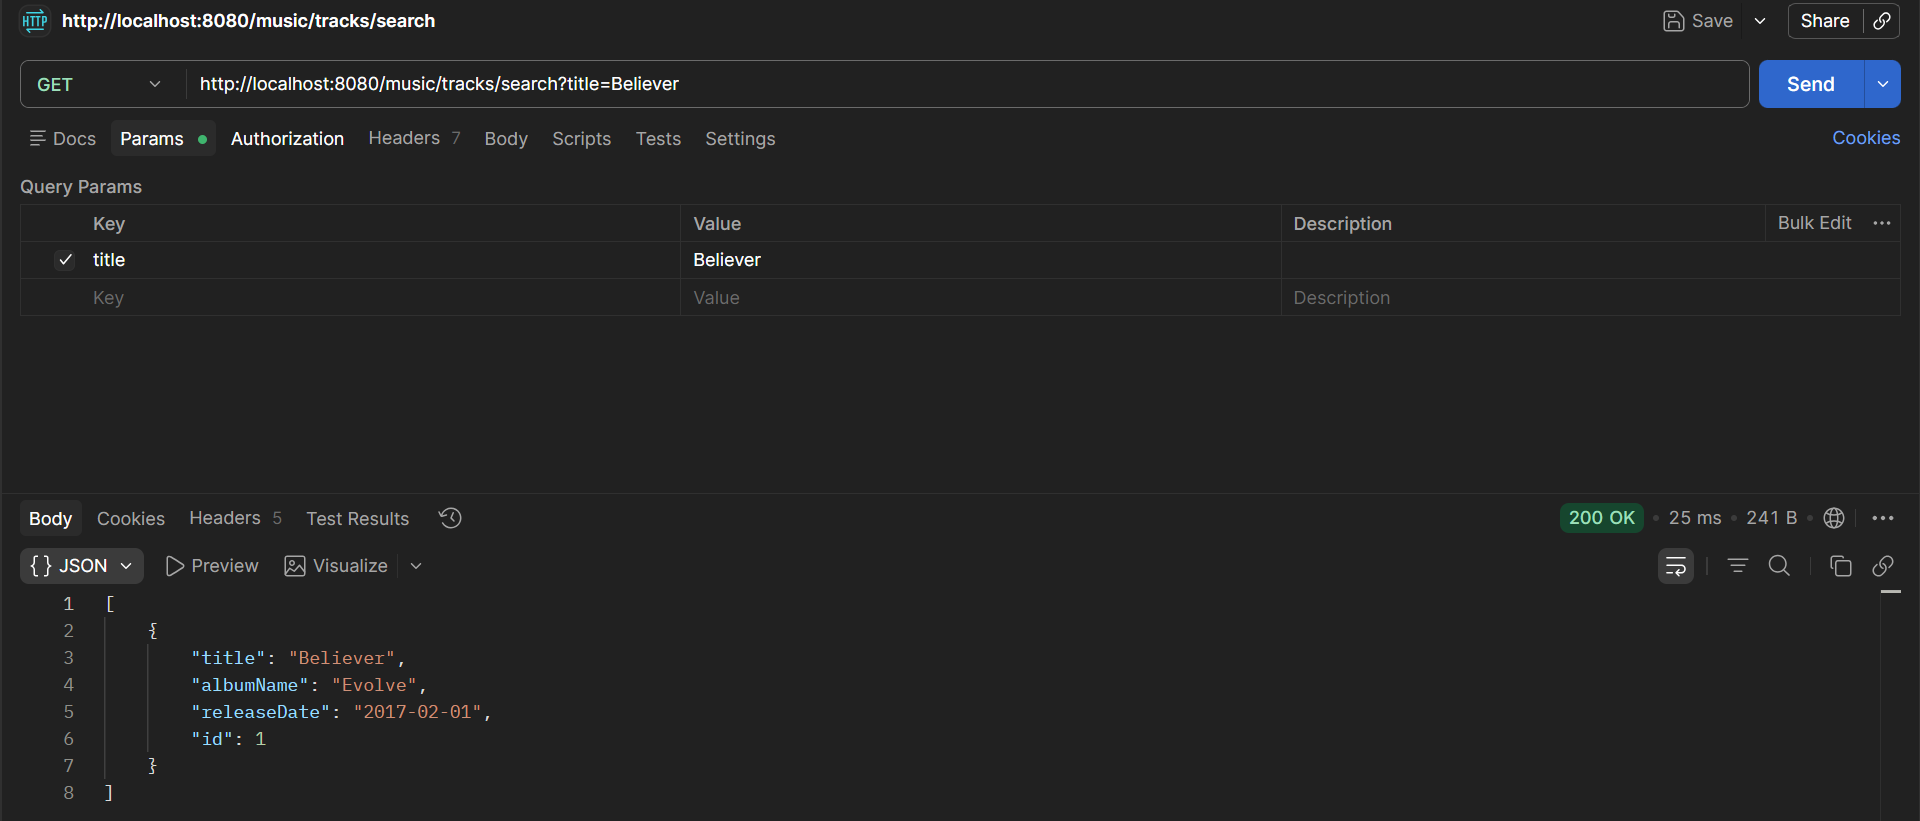 HTTP http://localhost:8080/music/tracks/search Save Share
GET http://localhost:8080/music/tracks/search?title=Believer Send
Docs Params Authorization Headers 7 Body Scripts Tests Settings Cookies
Query Params
Key Value Description Bulk Edit
title Believer
Key Value Description
Body Cookies Headers 5 Test Results 200 OK 25 ms 241 B
{} JSON Preview Visualize
1 [
2 {
3 "title": "Believer",
4 "albumName": "Evolve",
5 "releaseDate": "2017-02-01",
6 "id": 1
7 }
8 ]